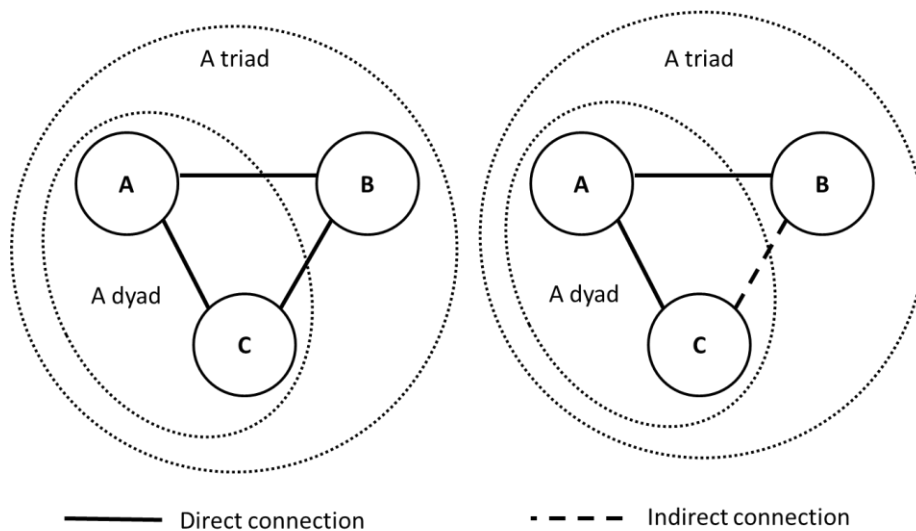 A triad
A
B
A dyad
C
A triad
A
B
A dyad
C
Direct connection
Indirect connection